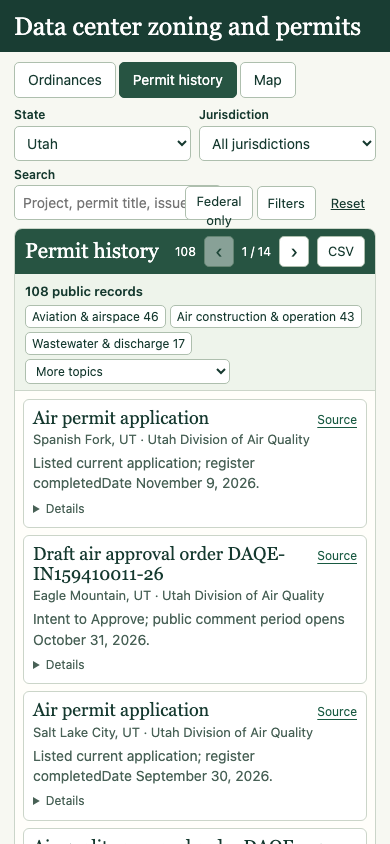 Data center zoning and permits
Ordinances
Permit history
Map
State
Jurisdiction
Utah
All jurisdictions
Search
Project, permit title, issue
Federal
only
Filters
Reset
Permit history
108
‹
1 / 14
›
CSV
108 public records
Aviation & airspace 46
Air construction & operation 43
Wastewater & discharge 17
More topics
Air permit application
Source
Spanish Fork, UT · Utah Division of Air Quality
Listed current application; register
completedDate November 9, 2026.
Details
Draft air approval order DAQE-
IN159410011-26
Source
Eagle Mountain, UT · Utah Division of Air Quality
Intent to Approve; public comment period opens
October 31, 2026.
Details
Air permit application
Source
Salt Lake City, UT · Utah Division of Air Quality
Listed current application; register
completedDate September 30, 2026.
Details